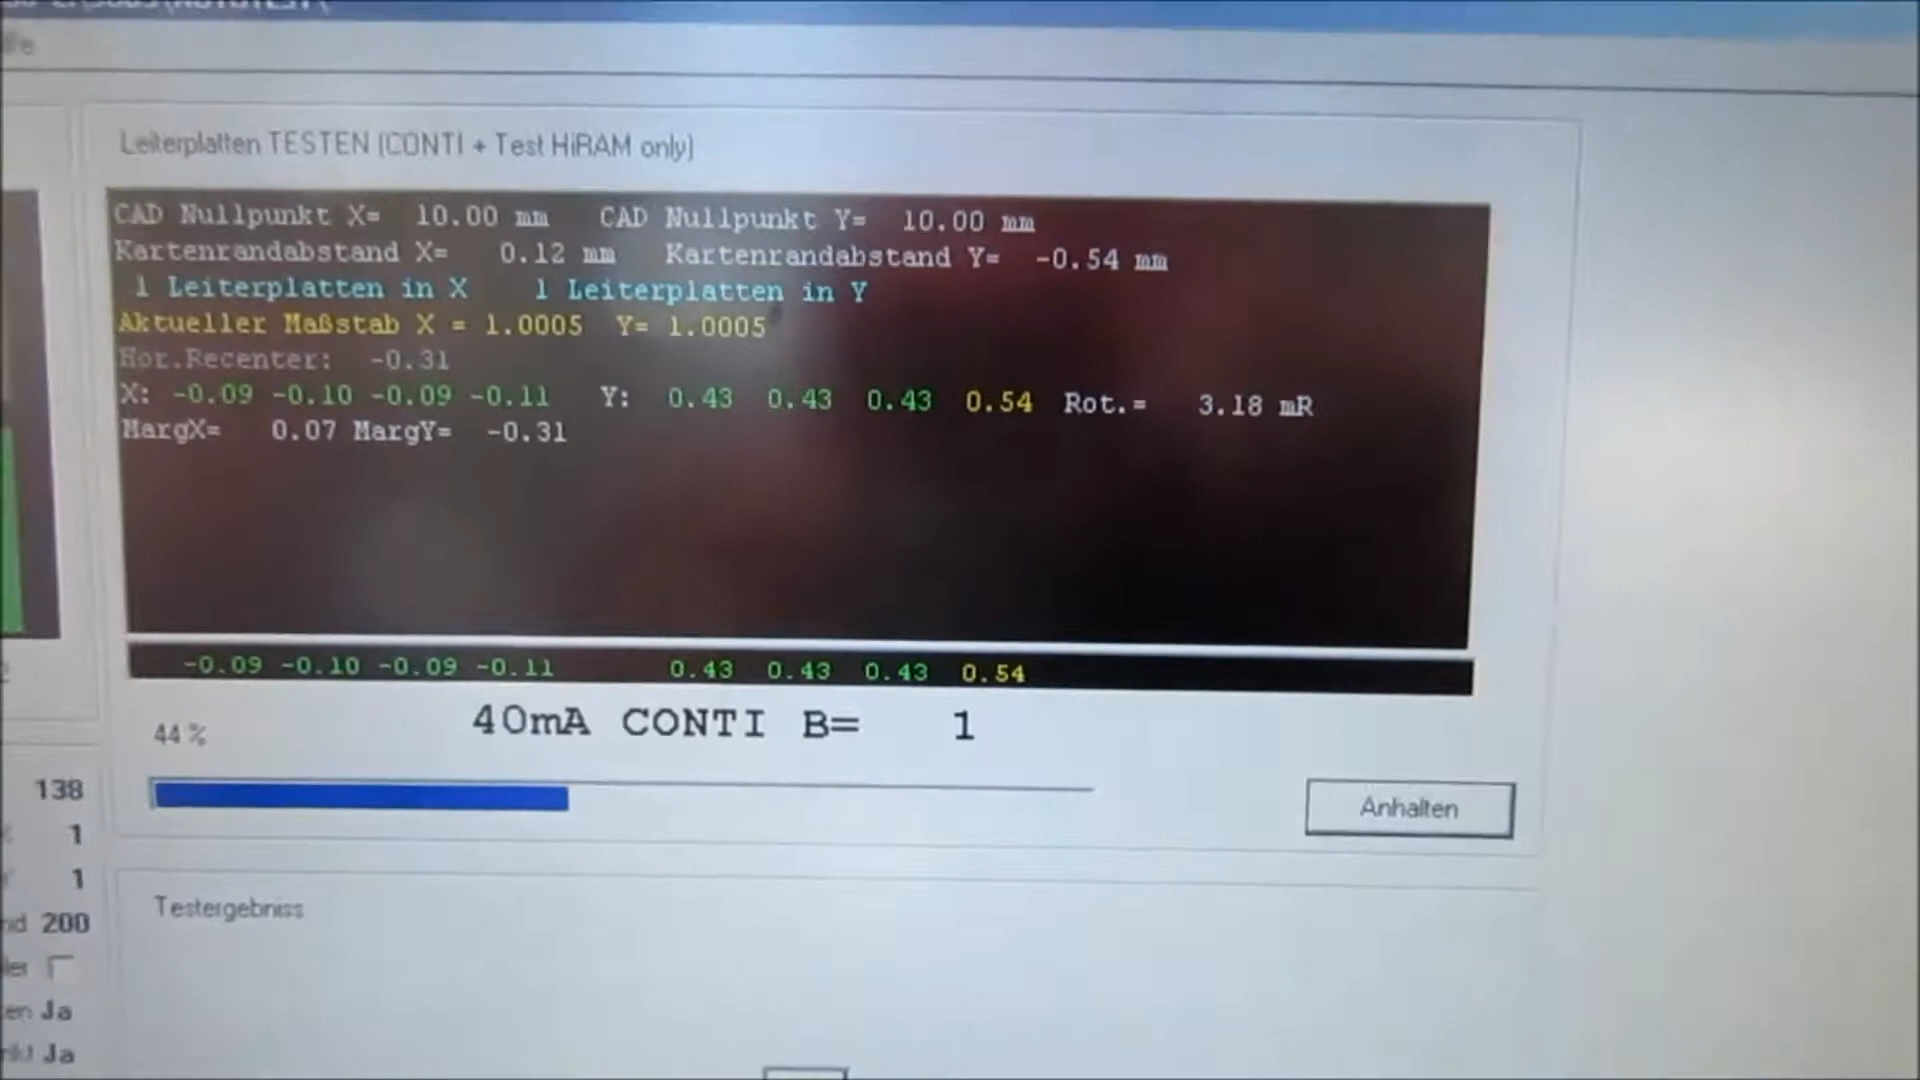 Leiterplatten TESTEN (CONTI + Test HiRAM only)
CAD Nullpunkt X= 10.00 mm CAD Nullpunkt Y= 10.00 mm
Kartenrandabstand X= 0.12 mm Kartenrandabstand Y= -0.54 mm
1 Leiterplatten in X 1 Leiterplatten in Y
Aktueller Maßstab X = 1.0005 Y= 1.0005
Hor.Recenter: -0.31
X: -0.09 -0.10 -0.09 -0.11 Y: 0.43 0.43 0.43 0.54 Rot.= 3.18 mR
MargX= 0.07 MargY= -0.31
-0.09 -0.10 -0.09 -0.11 0.43 0.43 0.43 0.54
40mA CONTI B= 1
44 %
Anhalten
138
1
1
200
Ja
Ja
Testergebniss